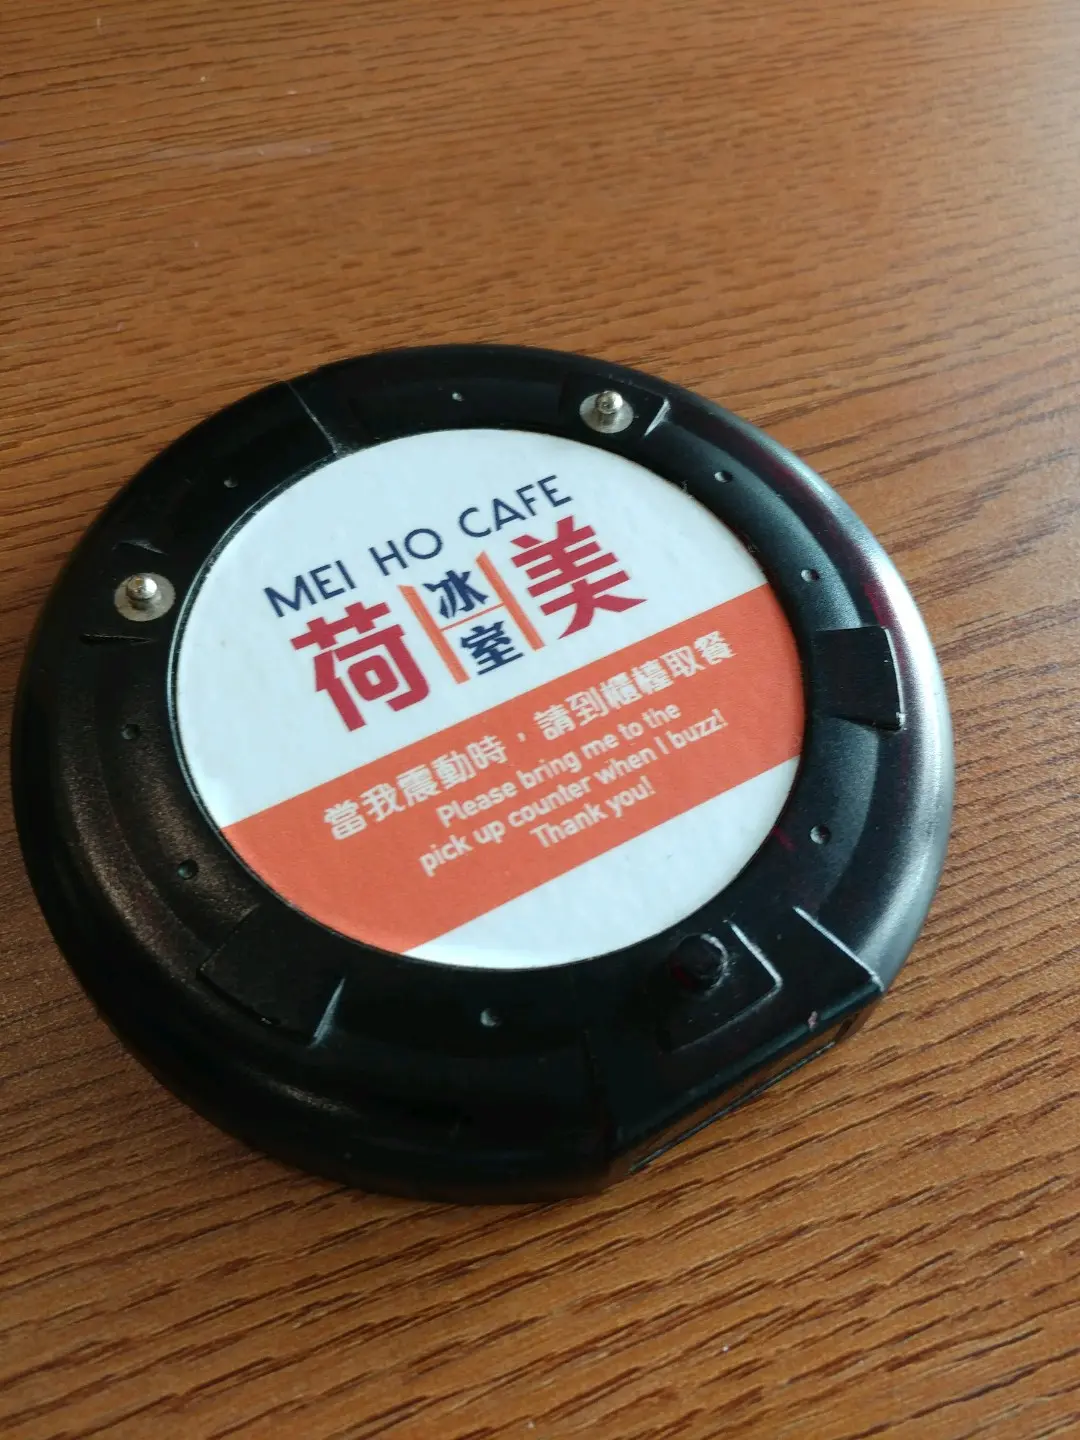 MEI HO CAFE
荷冰室美
當我震動時，請到櫃檯取餐
Please bring me to the
pick up counter when I buzz!
Thank you!